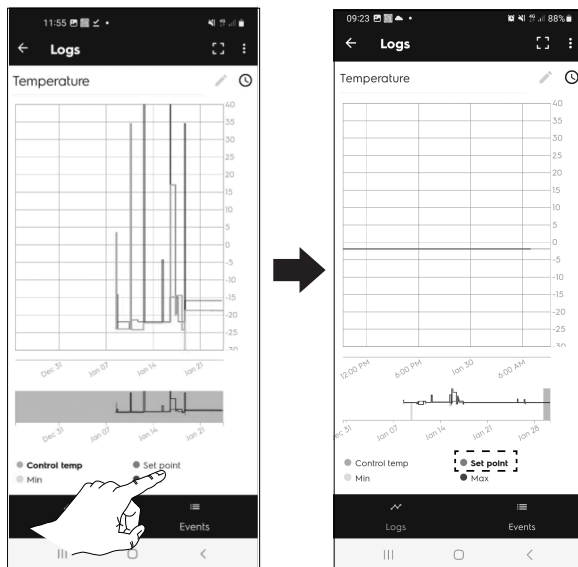 11:55
Logs
Temperature
40
35
30
25
20
15
10
5
0
-5
-10
-15
-20
-25
-30
Dec 31
Jan 07
Jan 14
Jan 21
Dec 31
Jan 07
Jan 14
Jan 21
Control temp
Set point
Min
Events
09:23
88%
Logs
Temperature
40
35
30
25
20
15
10
5
0
-5
-10
-15
-20
-25
-30
12:00 PM
6:00 PM
Jan 30
6:00 AM
ec 31
Jan 07
Jan 14
Jan 21
Jan 28
Control temp
Set point
Min
Max
Logs
Events